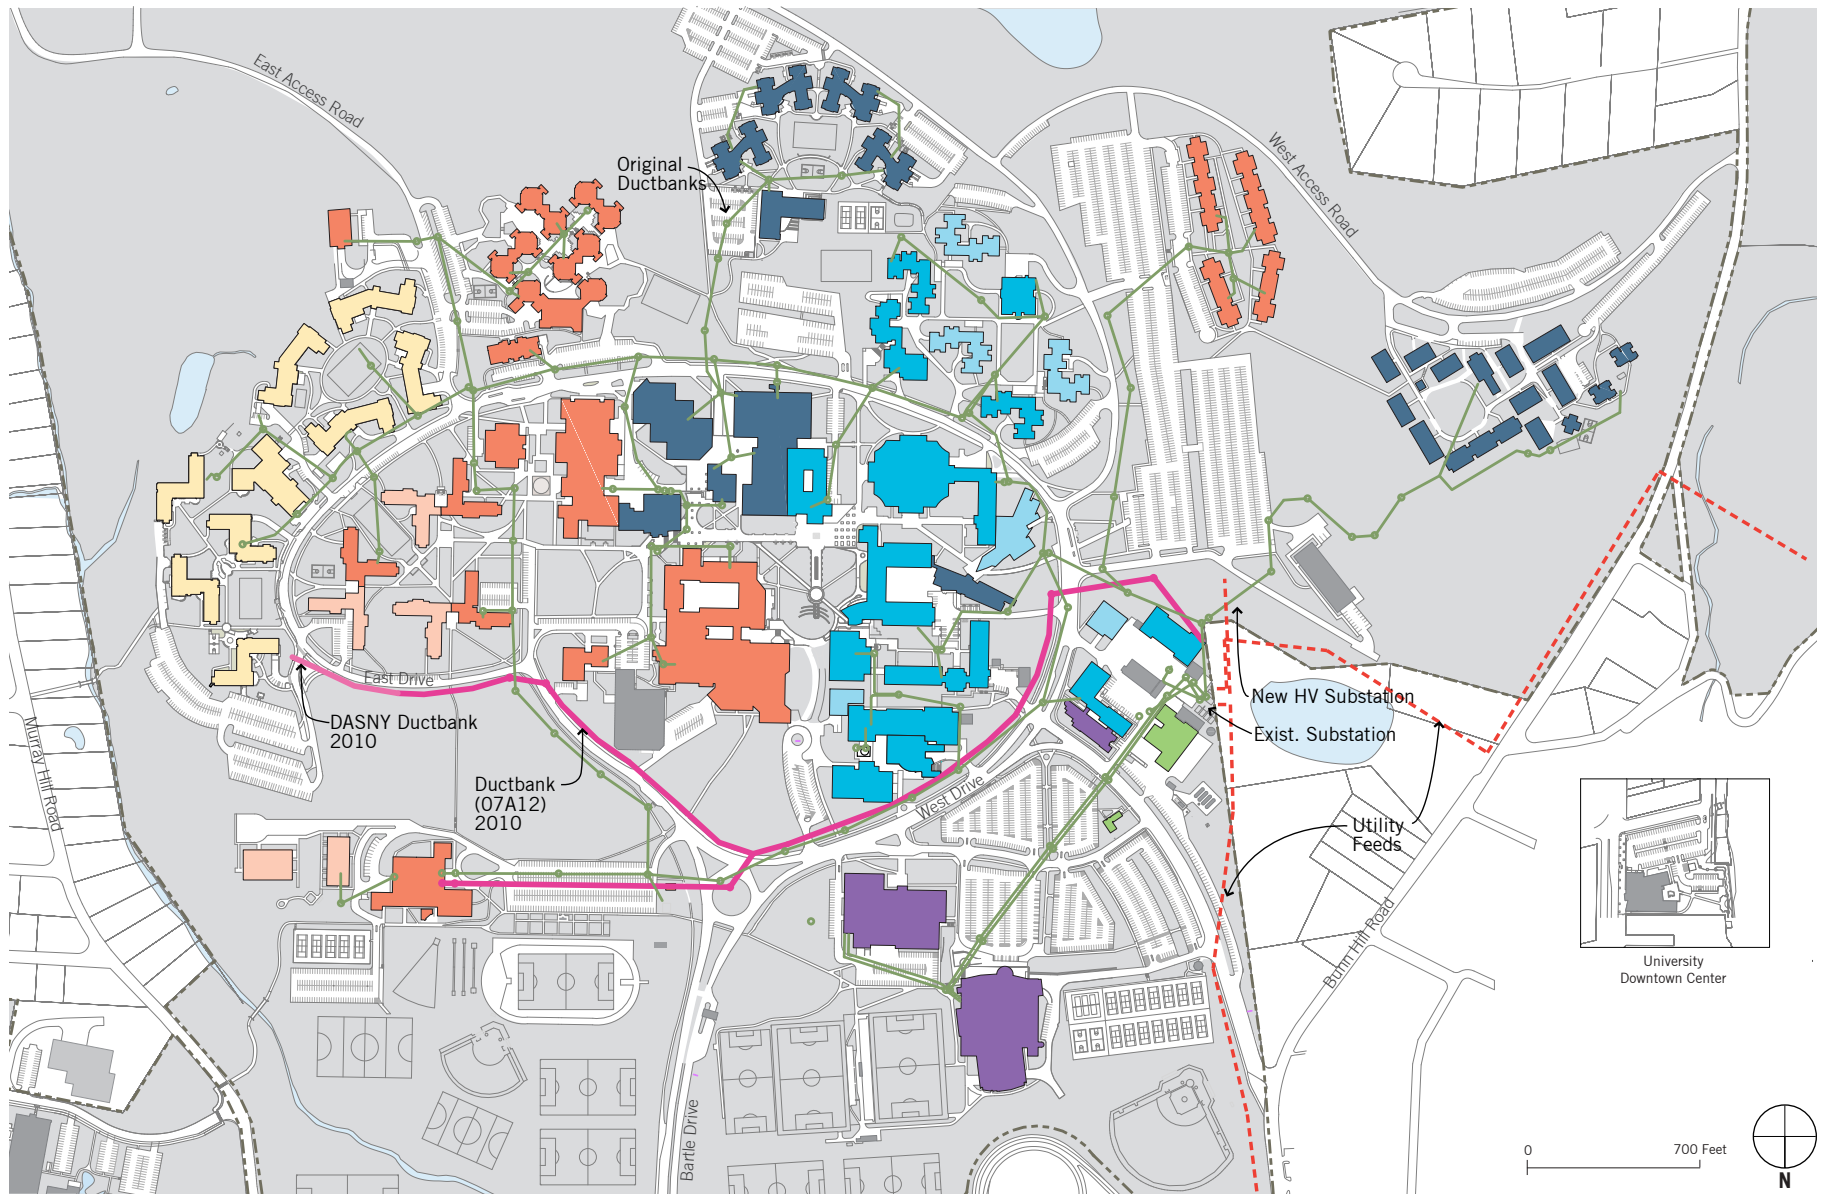 East Access Road
West Access Road
Original
Ductbanks
East Drive
DASNY Ductbank
2010
Murray Hill Road
Ductbank
(07A12)
2010
West Drive
New HV Substation
Exist. Substation
Utility
Feeds
Bunn Hill Road
Bartle Drive
University
Downtown Center
0
700 Feet
N